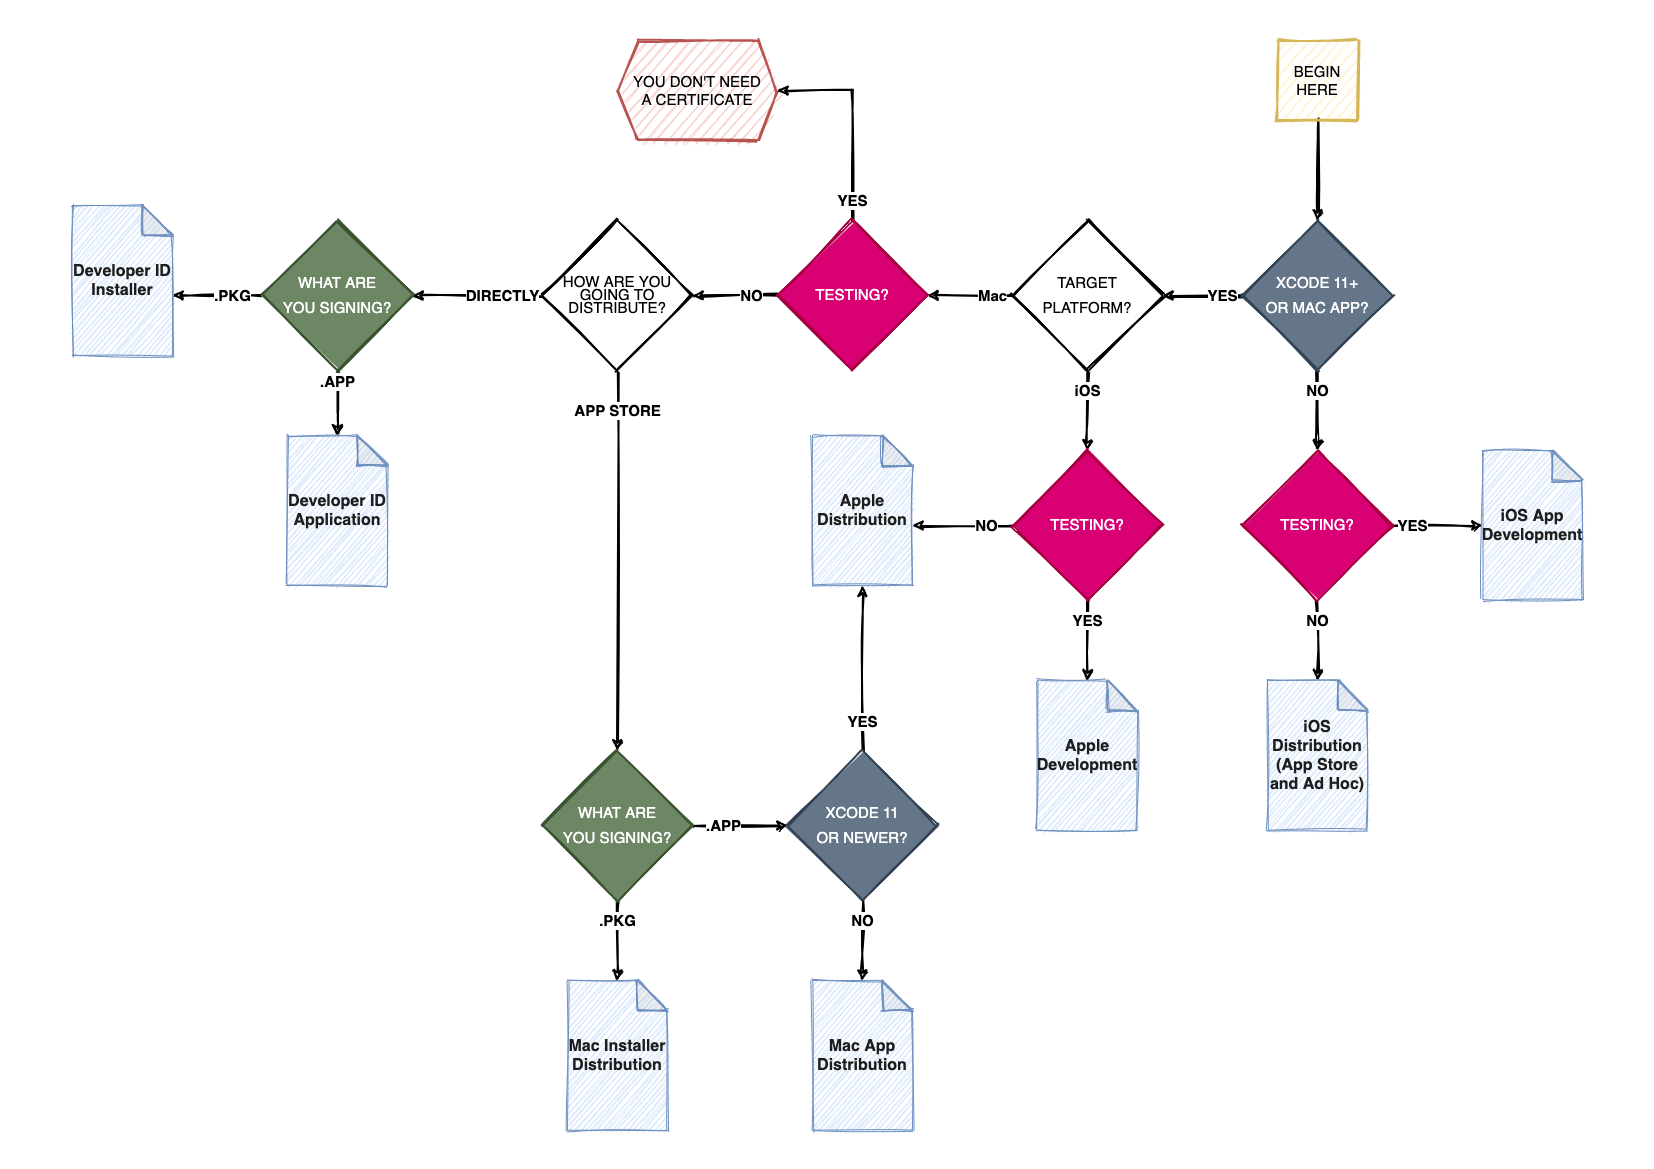 YOU DON'T NEED
A CERTIFICATE
BEGIN
HERE
YES
Developer ID
Installer
.PKG
WHAT ARE
YOU SIGNING?
DIRECTLY
HOW ARE YOU
GOING TO
DISTRIBUTE?
NO
TESTING?
Mac
TARGET
PLATFORM?
YES
XCODE 11+
OR MAC APP?
.APP
APP STORE
iOS
NO
Developer ID
Application
Apple
Distribution
NO
TESTING?
TESTING?
YES
iOS App
Development
YES
NO
YES
Apple
Development
iOS
Distribution
(App Store
and Ad Hoc)
WHAT ARE
YOU SIGNING?
.APP
XCODE 11
OR NEWER?
.PKG
NO
Mac Installer
Distribution
Mac App
Distribution